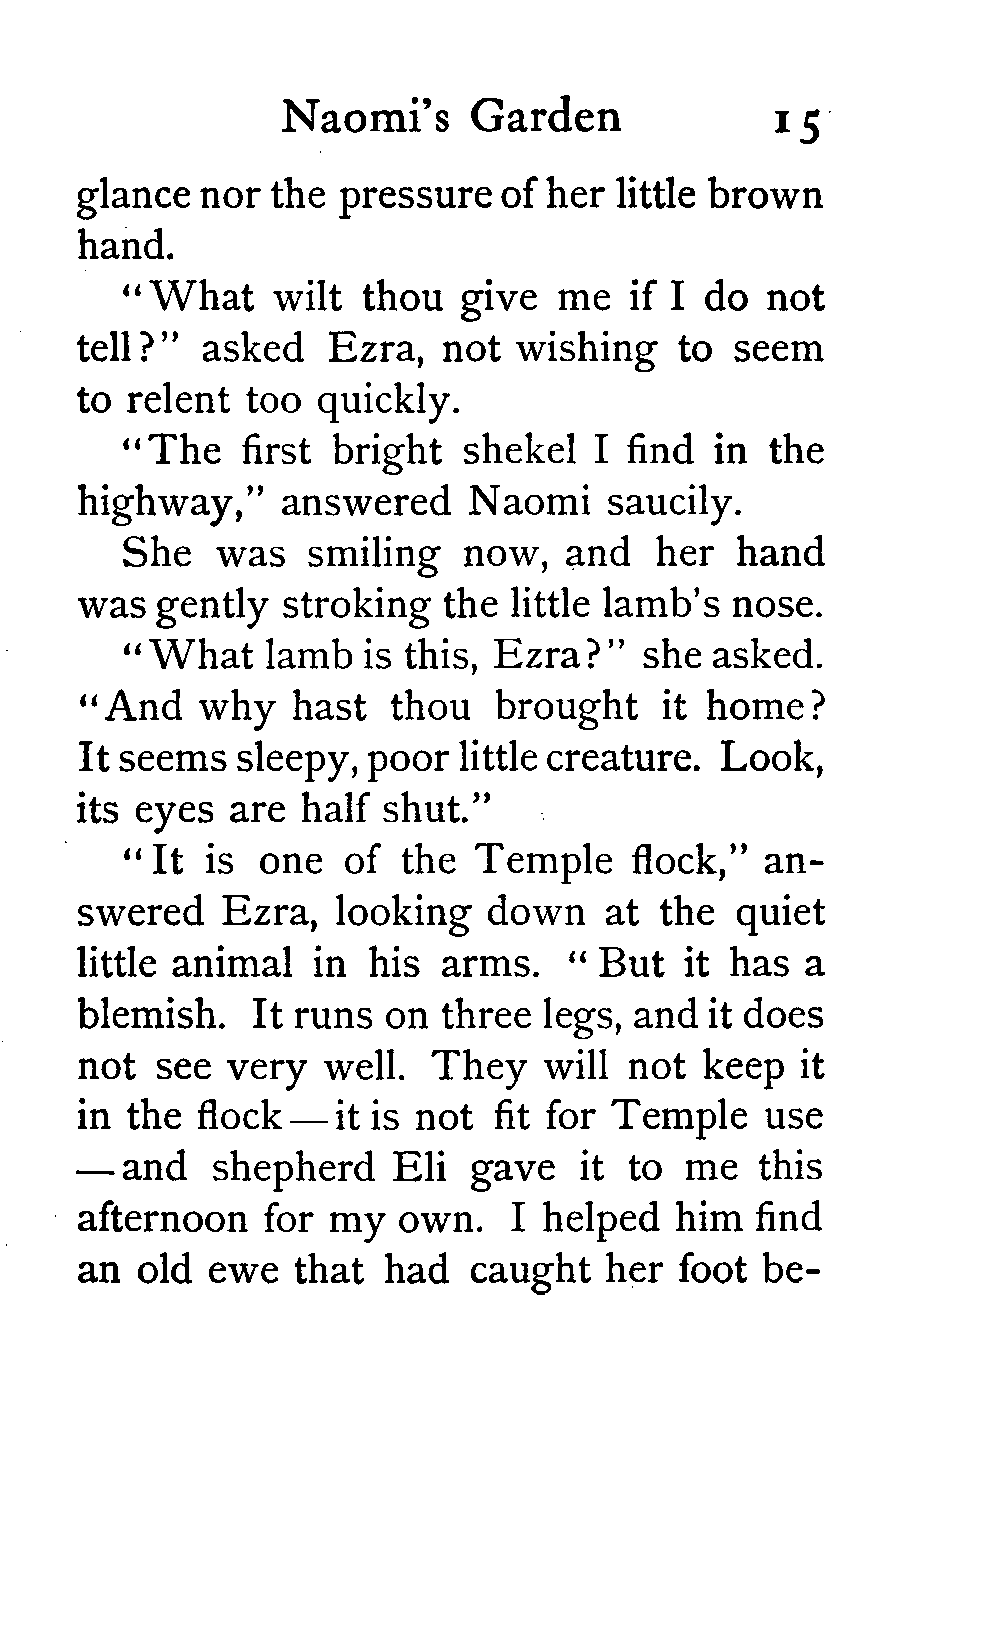 Naomi's Garden 15
glance nor the pressure of her little brown
hand.
"What wilt thou give me if I do not
tell?" asked Ezra, not wishing to seem
to relent too quickly.
"The first bright shekel I find in the
highway," answered Naomi saucily.
She was smiling now, and her hand
was gently stroking the little lamb's nose.
"What lamb is this, Ezra?" she asked.
"And why hast thou brought it home?
It seems sleepy, poor little creature. Look,
its eyes are half shut."
"It is one of the Temple flock," an-
swered Ezra, looking down at the quiet
little animal in his arms. "But it has a
blemish. It runs on three legs, and it does
not see very well. They will not keep it
in the flock—it is not fit for Temple use
—and shepherd Eli gave it to me this
afternoon for my own. I helped him find
an old ewe that had caught her foot be-